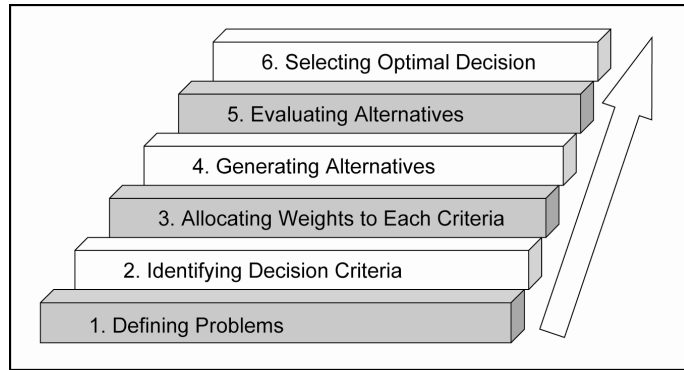 6. Selecting Optimal Decision
5. Evaluating Alternatives
4. Generating Alternatives
3. Allocating Weights to Each Criteria
2. Identifying Decision Criteria
1. Defining Problems